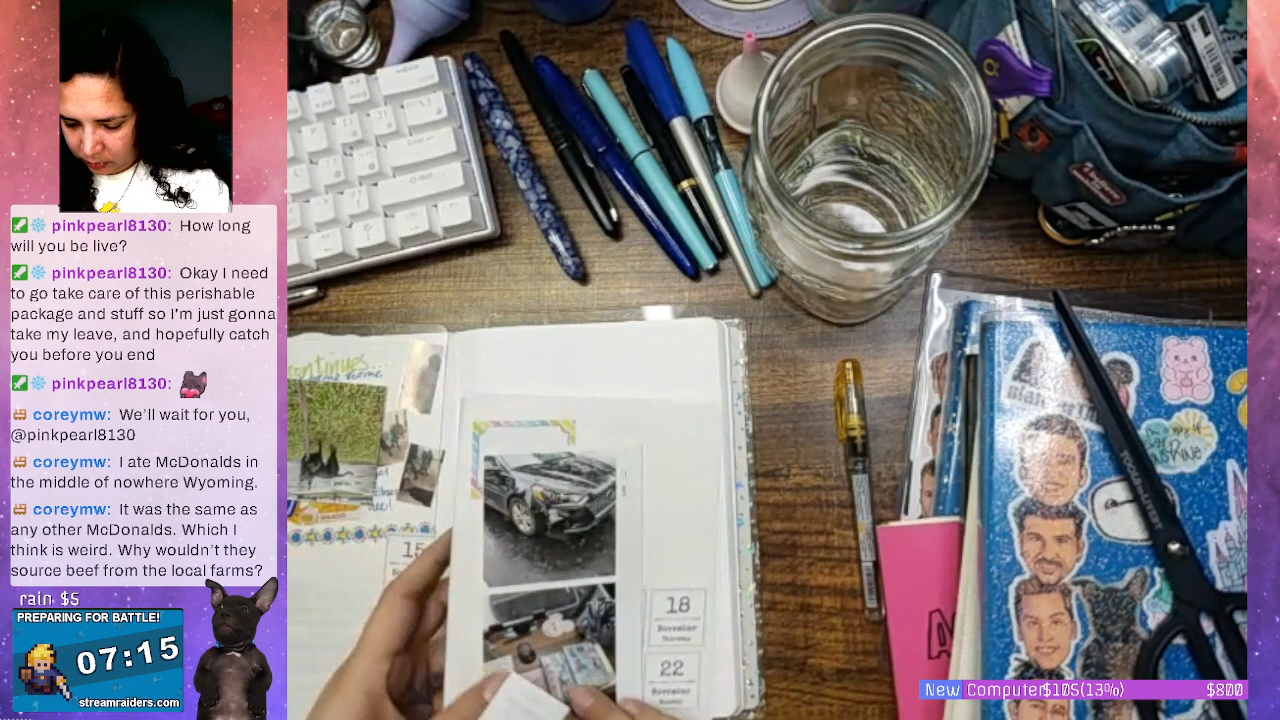 pinkpearl8130: How long
will you be live?
pinkpearl8130: Okay I need
to go take care of this perishable
package and stuff so I'm just gonna
take my leave, and hopefully catch
you before you end
pinkpearl8130:
coreymw: We'll wait for you,
@pinkpearl8130
coreymw: I ate McDonalds in
the middle of nowhere Wyoming.
coreymw: It was the same as
any other McDonalds. Which I
think is weird. Why wouldn't they
source beef from the local farms?
rain $5
PREPARING FOR BATTLE!
07:15
streamraiders.com
continues
came home
15
18
November
22
November
New Computer
$105(13%)
$800